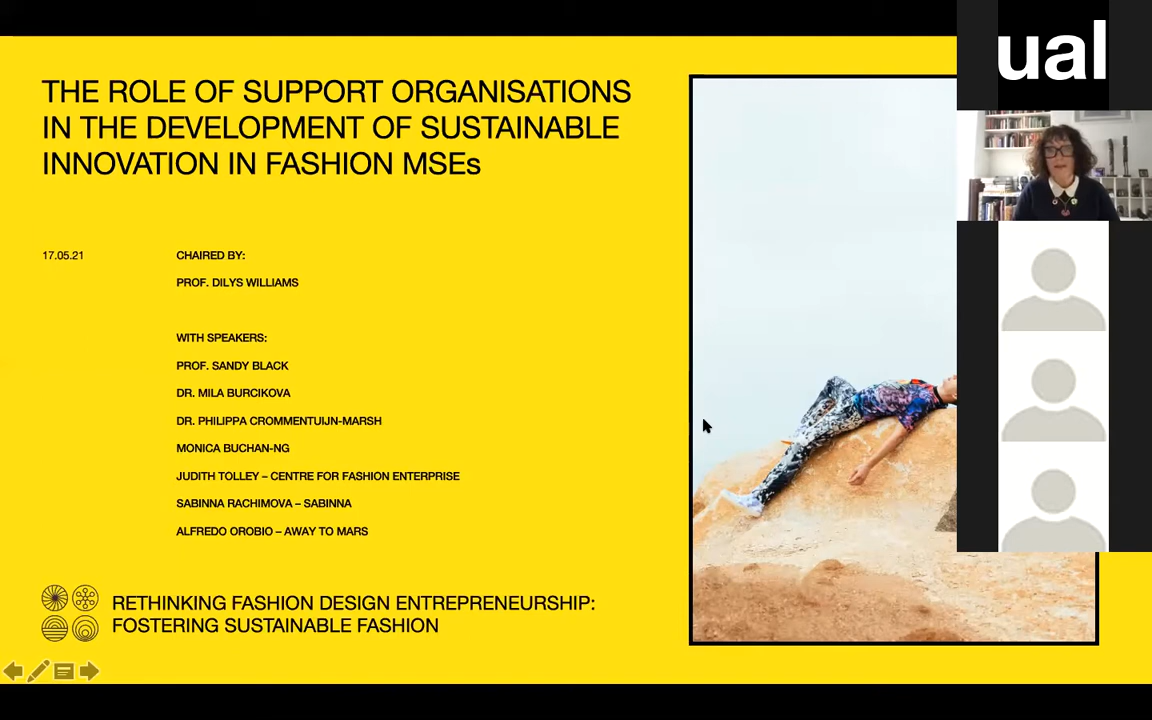 THE ROLE OF SUPPORT ORGANISATIONS
IN THE DEVELOPMENT OF SUSTAINABLE
INNOVATION IN FASHION MSEs
17.05.21
CHAIRED BY:
PROF. DILYS WILLIAMS
WITH SPEAKERS:
PROF. SANDY BLACK
DR. MILA BURCIKOVA
DR. PHILIPPA CROMMENTUIJN-MARSH
MONICA BUCHAN-NG
JUDITH TOLLEY – CENTRE FOR FASHION ENTERPRISE
SABINNA RACHIMOVA – SABINNA
ALFREDO OROBIO – AWAY TO MARS
RETHINKING FASHION DESIGN ENTREPRENEURSHIP:
FOSTERING SUSTAINABLE FASHION
ual